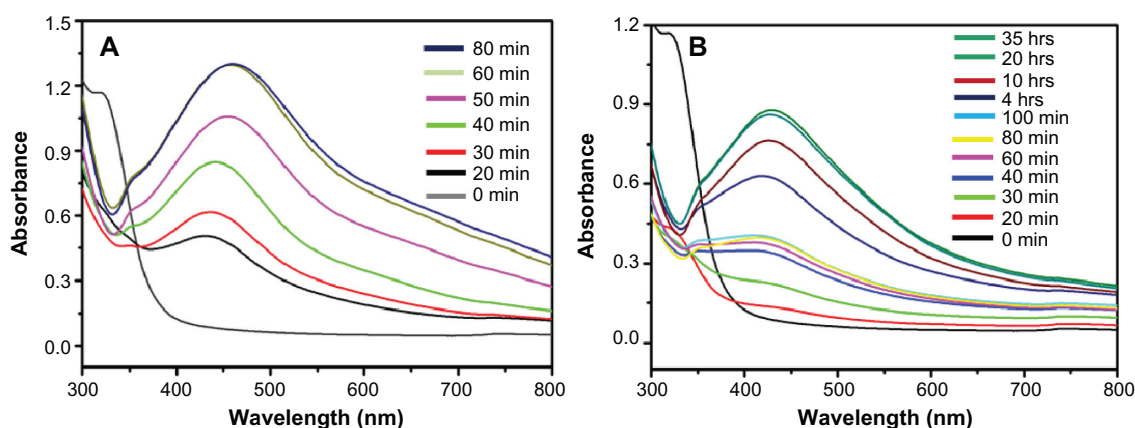 A
1.5
1.2
0.9
0.6
0.3
0.0
Absorbance
80 min
60 min
50 min
40 min
30 min
20 min
0 min
300 400 500 600 700 800
Wavelength (nm)
B
1.2
0.9
0.6
0.3
0.0
Absorbance
35 hrs
20 hrs
10 hrs
4 hrs
100 min
80 min
60 min
40 min
30 min
20 min
0 min
300 400 500 600 700 800
Wavelength (nm)